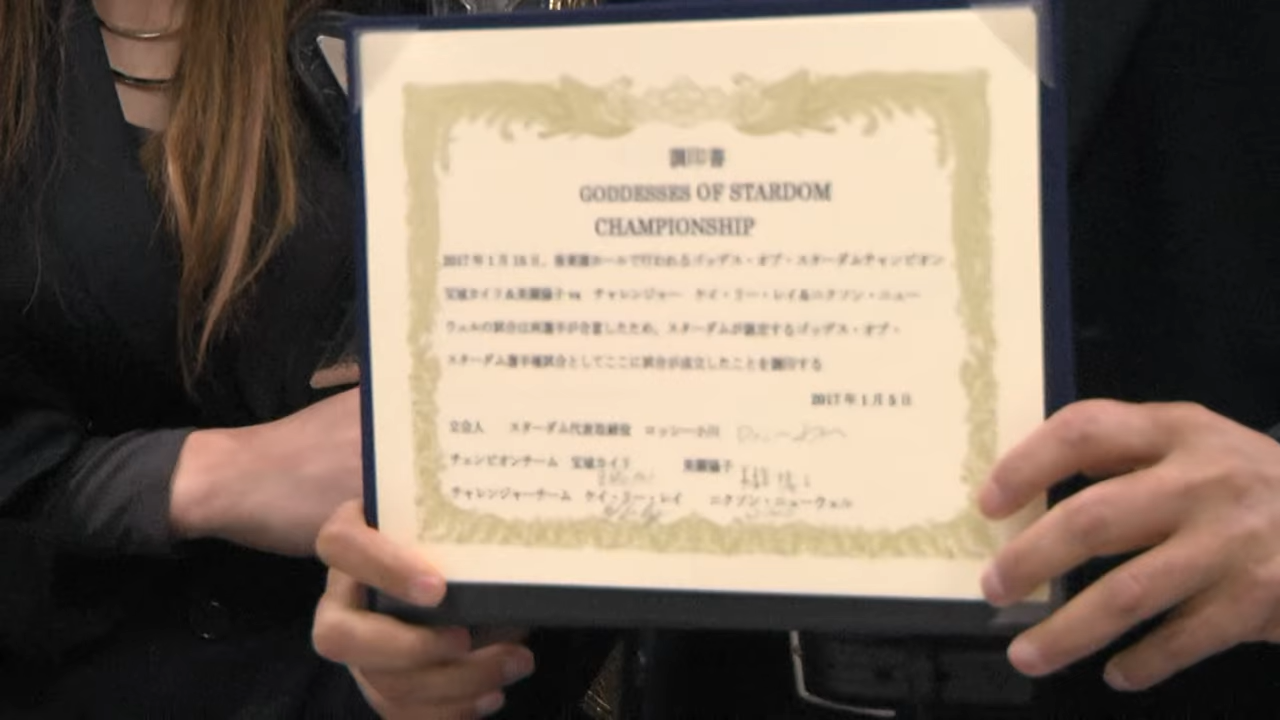 調印書
GODDESSES OF STARDOM
CHAMPIONSHIP
2017年1月15日、後楽園ホールで行われるゴッデス・オブ・スターダムチャンピオン
宝城カイリ&美闘陽子vs チャレンジャー ケイ・リー・レイ&ニクソン・ニュー
ウェルの試合は両選手が合意したため、スターダムが認定するゴッデス・オブ・
スターダム選手権試合としてここに試合が成立したことを調印する
2017年1月5日
立会人 スターダム代表取締役 ロッシー小川
チャンピオンチーム 宝城カイリ 美闘陽子
チャレンジャーチーム ケイ・リー・レイ ニクソン・ニューウェル